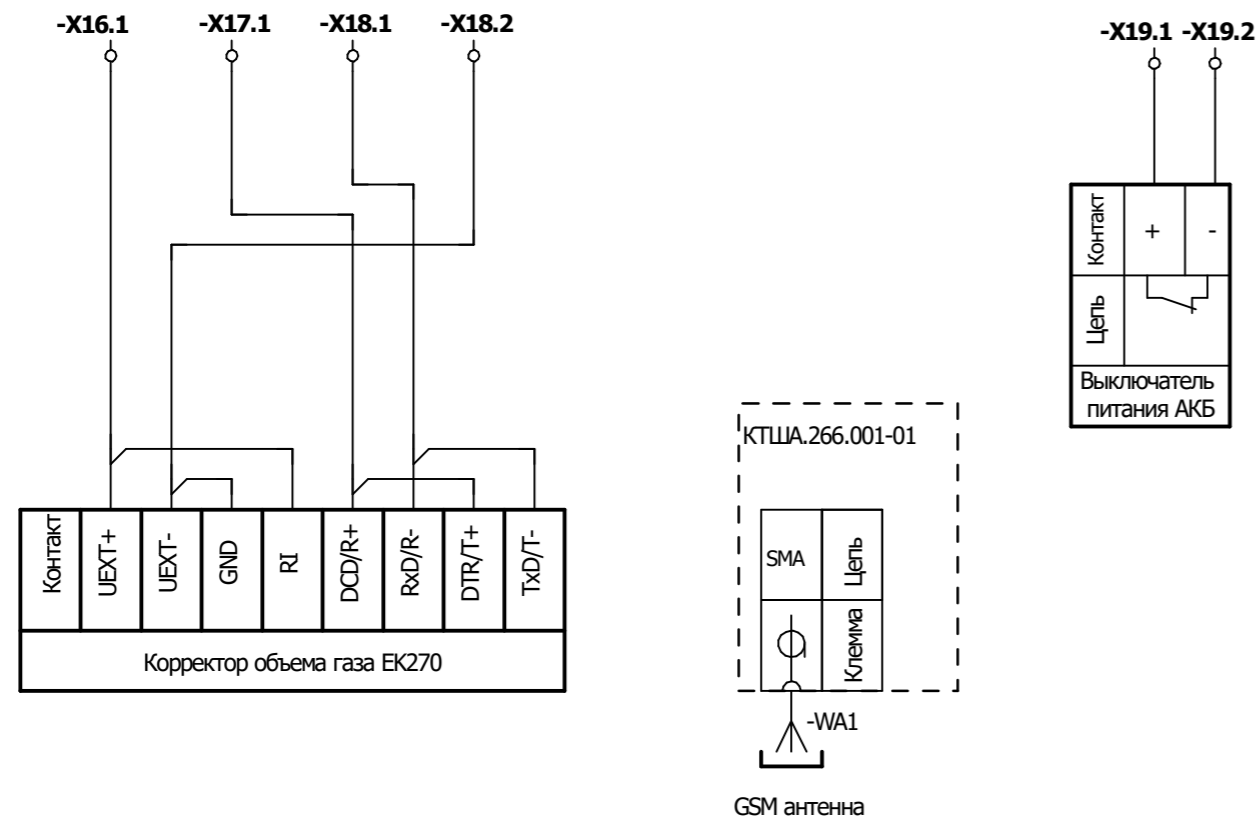 -X16.1 -X17.1 -X18.1 -X18.2
-X19.1 -X19.2
Контакт + -
Цепь
Выключатель
питания АКБ
КТША.266.001-01
SMA Цепь
Клемма
-WA1
GSM антенна
Контакт UEXT+ UEXT- GND RI DCD/R+ RxD/R- DTR/T+ TxD/T-
Корректор объема газа EK270